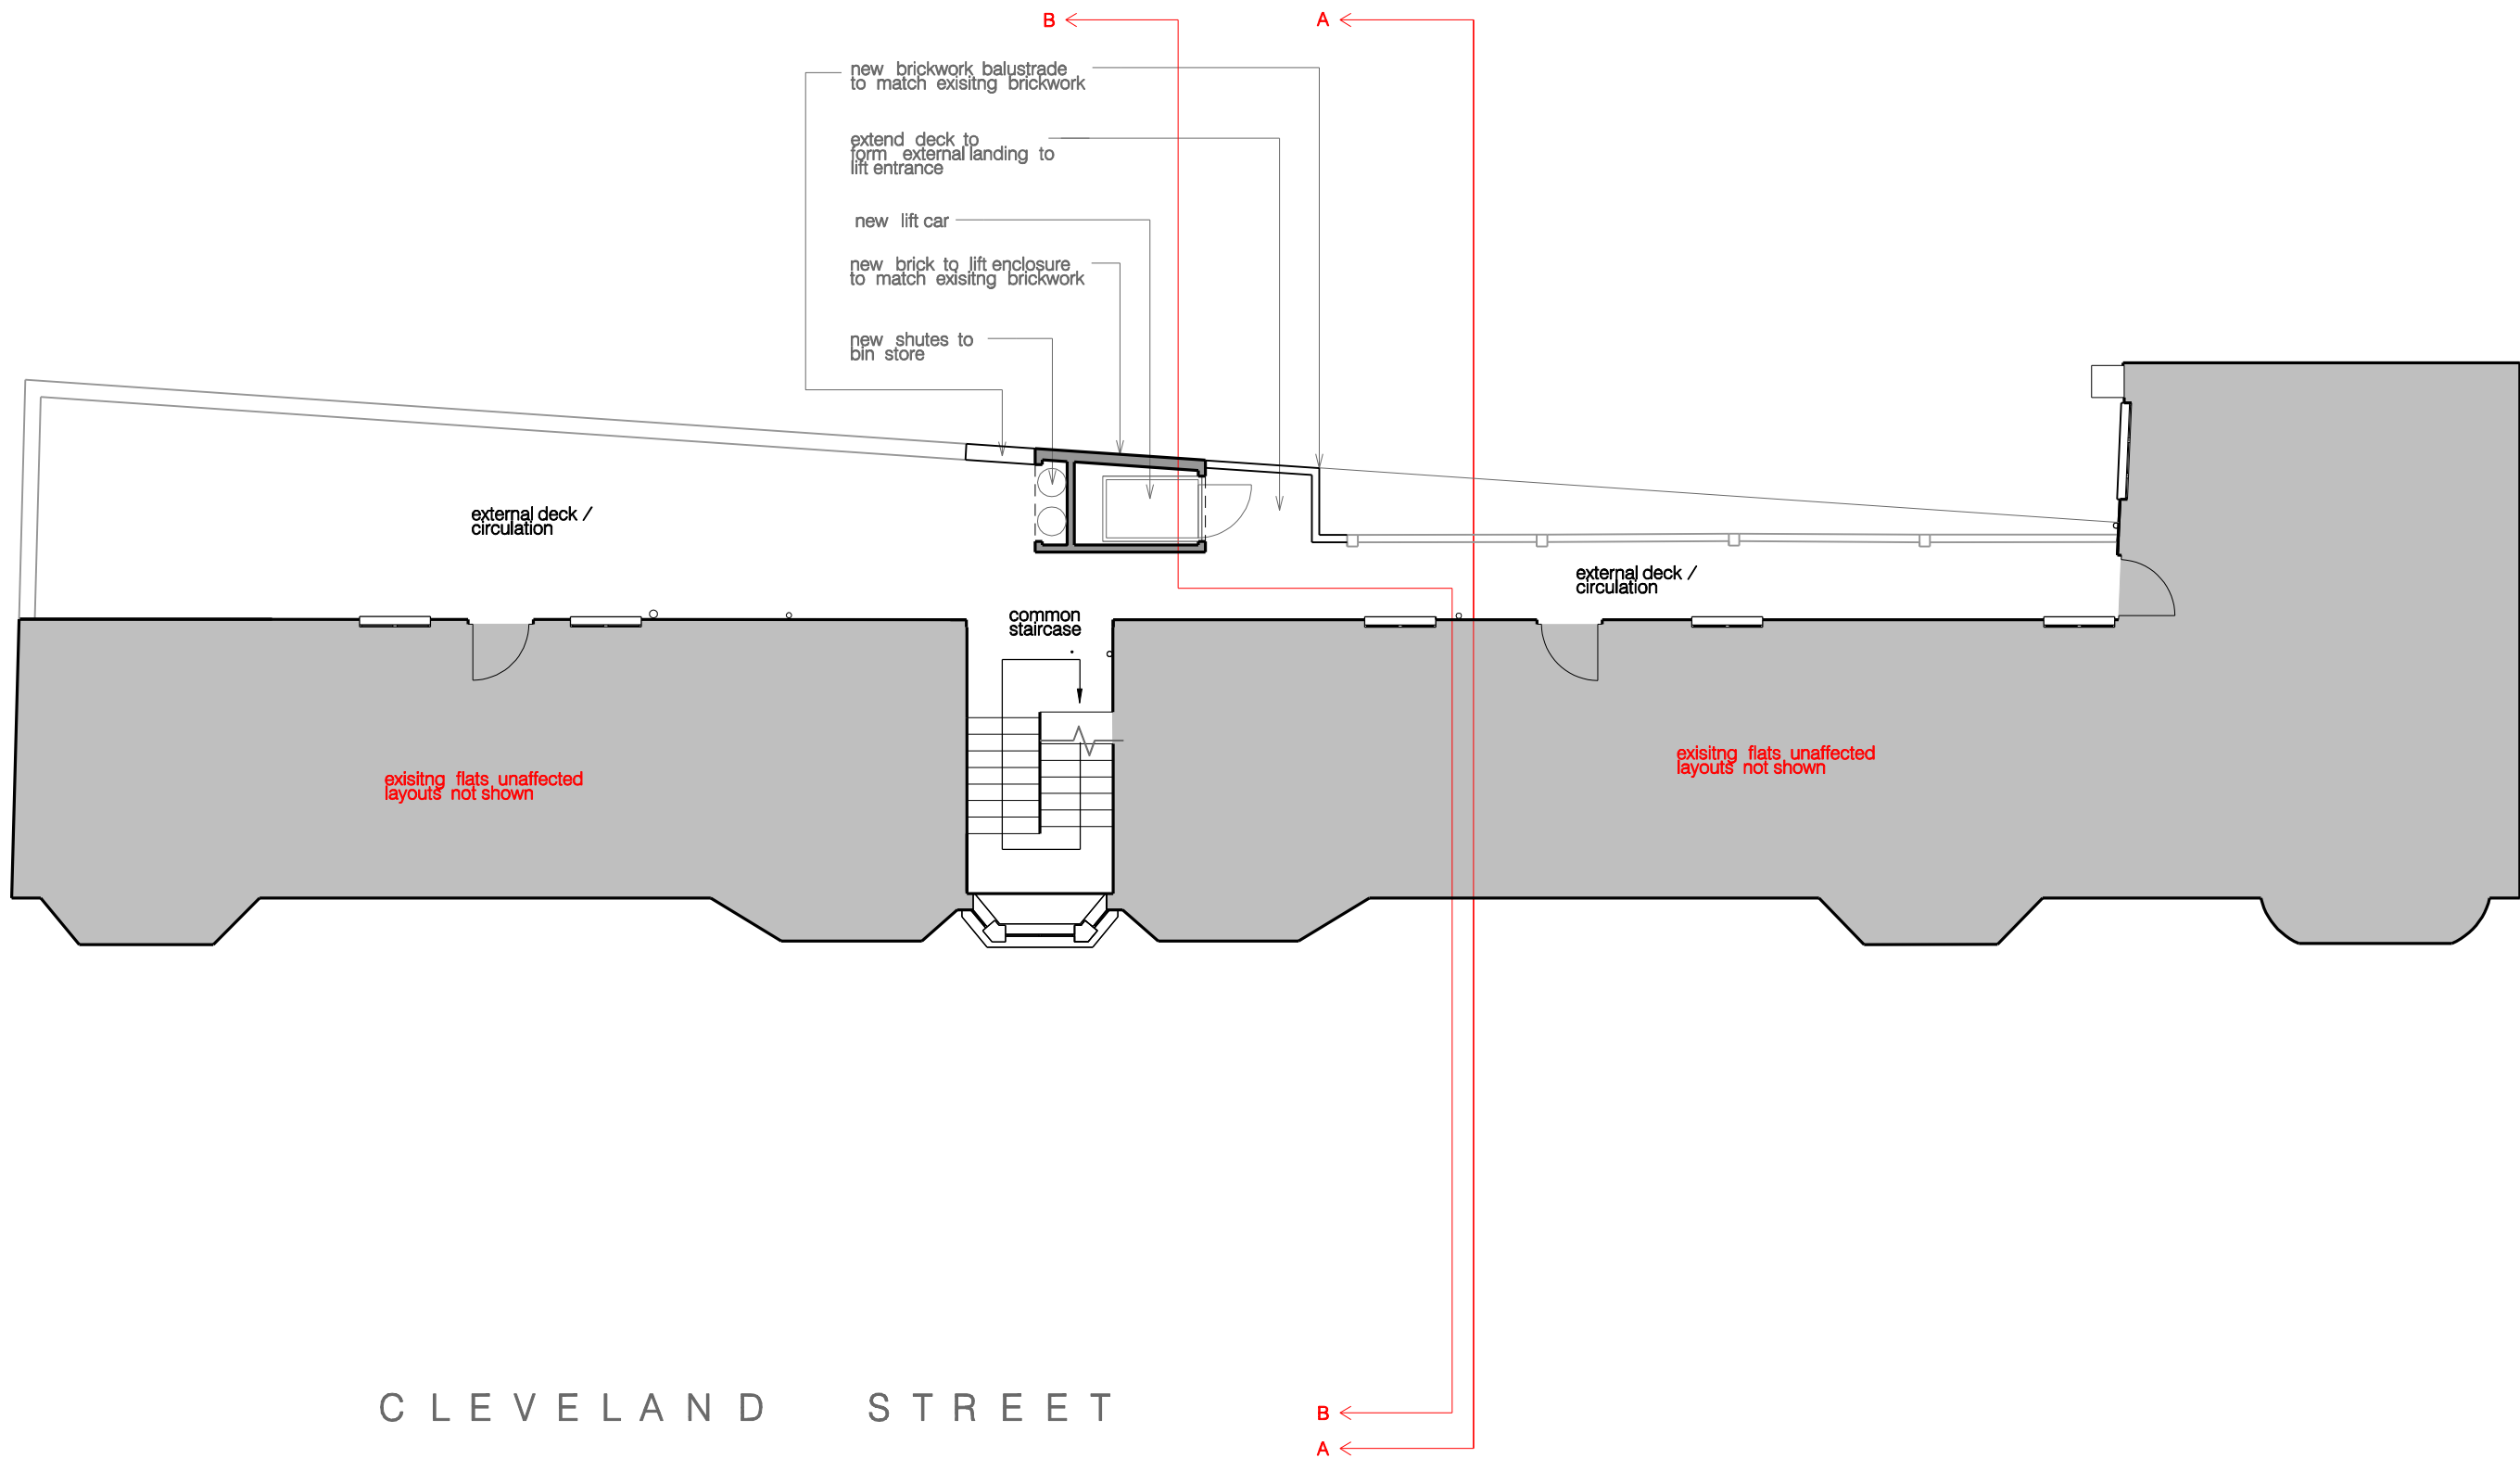 B
A
new brickwork balustrade
to match exisitng brickwork
extend deck to
form external landing to
lift entrance
new lift car
new brick to lift enclosure
to match exisitng brickwork
new shutes to
bin store
external deck /
circulation
external deck /
circulation
common
staircase
exisitng flats unaffected
layouts not shown
exisitng flats unaffected
layouts not shown
CLEVELAND STREET
B
A